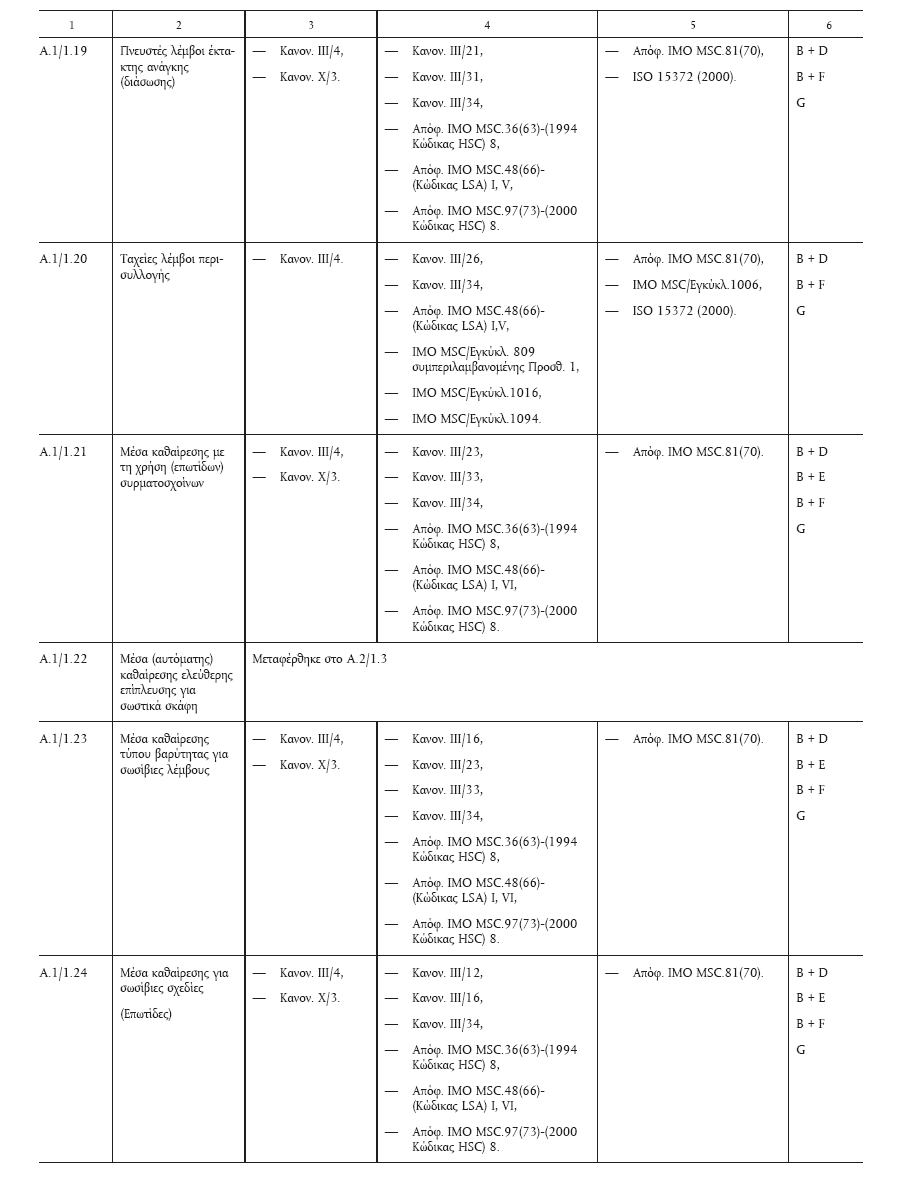 1 2 3 4 5 6
A.1/1.19
Πνευστές λέμβοι έκτα-
κτης ανάγκης
(διάσωσης)
— Κανον. III/4,
— Κανον. X/3.
— Κανον. III/21,
— Κανον. III/31,
— Κανον. III/34,
— Απόφ. IMO MSC.36(63)-(1994
Κώδικας HSC) 8,
— Απόφ. IMO MSC.48(66)-
(Κώδικας LSA) I, V,
— Απόφ. IMO MSC.97(73)-(2000
Κώδικας HSC) 8.
— Απόφ. IMO MSC.81(70),
— ISO 15372 (2000).
B + D
B + F
G
A.1/1.20
Ταχείες λέμβοι περι-
συλλογής
— Κανον. III/4.
— Κανον. III/26,
— Κανον. III/34,
— Απόφ. IMO MSC.48(66)-
(Κώδικας LSA) I,V,
— IMO MSC/Εγκύκλ. 809
συμπεριλαμβανομένης Προσθ. 1,
— IMO MSC/Εγκύκλ.1016,
— IMO MSC/Εγκύκλ.1094.
— Απόφ. IMO MSC.81(70),
— IMO MSC/Εγκύκλ.1006,
— ISO 15372 (2000).
B + D
B + F
G
A.1/1.21
Μέσα καθαίρεσης με
τη χρήση (επωτίδων)
συρματοσχοίνων
— Κανον. III/4,
— Κανον. X/3.
— Κανον. III/23,
— Κανον. III/33,
— Κανον. III/34,
— Απόφ. IMO MSC.36(63)-(1994
Κώδικας HSC) 8,
— Απόφ. IMO MSC.48(66)-
(Κώδικας LSA) I, VI,
— Απόφ. IMO MSC.97(73)-(2000
Κώδικας HSC) 8.
— Απόφ. IMO MSC.81(70).
B + D
B + E
B + F
G
A.1/1.22
Μέσα (αυτόματης)
καθαίρεσης ελεύθερης
επίπλευσης για
σωστικά σκάφη
Μεταφέρθηκε στο A.2/1.3
A.1/1.23
Μέσα καθαίρεσης
τύπου βαρύτητας για
σωσίβιες λέμβους
— Κανον. III/4,
— Κανον. X/3.
— Κανον. III/16,
— Κανον. III/23,
— Κανον. III/33,
— Κανον. III/34,
— Απόφ. IMO MSC.36(63)-(1994
Κώδικας HSC) 8,
— Απόφ. IMO MSC.48(66)-
(Κώδικας LSA) I, VI,
— Απόφ. IMO MSC.97(73)-(2000
Κώδικας HSC) 8.
— Απόφ. IMO MSC.81(70).
B + D
B + E
B + F
G
A.1/1.24
Μέσα καθαίρεσης για
σωσίβιες σχεδίες
(Επωτίδες)
— Κανον. III/4,
— Κανον. X/3.
— Κανον. III/12,
— Κανον. III/16,
— Κανον. III/34,
— Απόφ. IMO MSC.36(63)-(1994
Κώδικας HSC) 8,
— Απόφ. IMO MSC.48(66)-
(Κώδικας LSA) I, VI,
— Απόφ. IMO MSC.97(73)-(2000
Κώδικας HSC) 8.
— Απόφ. IMO MSC.81(70).
B + D
B + E
B + F
G